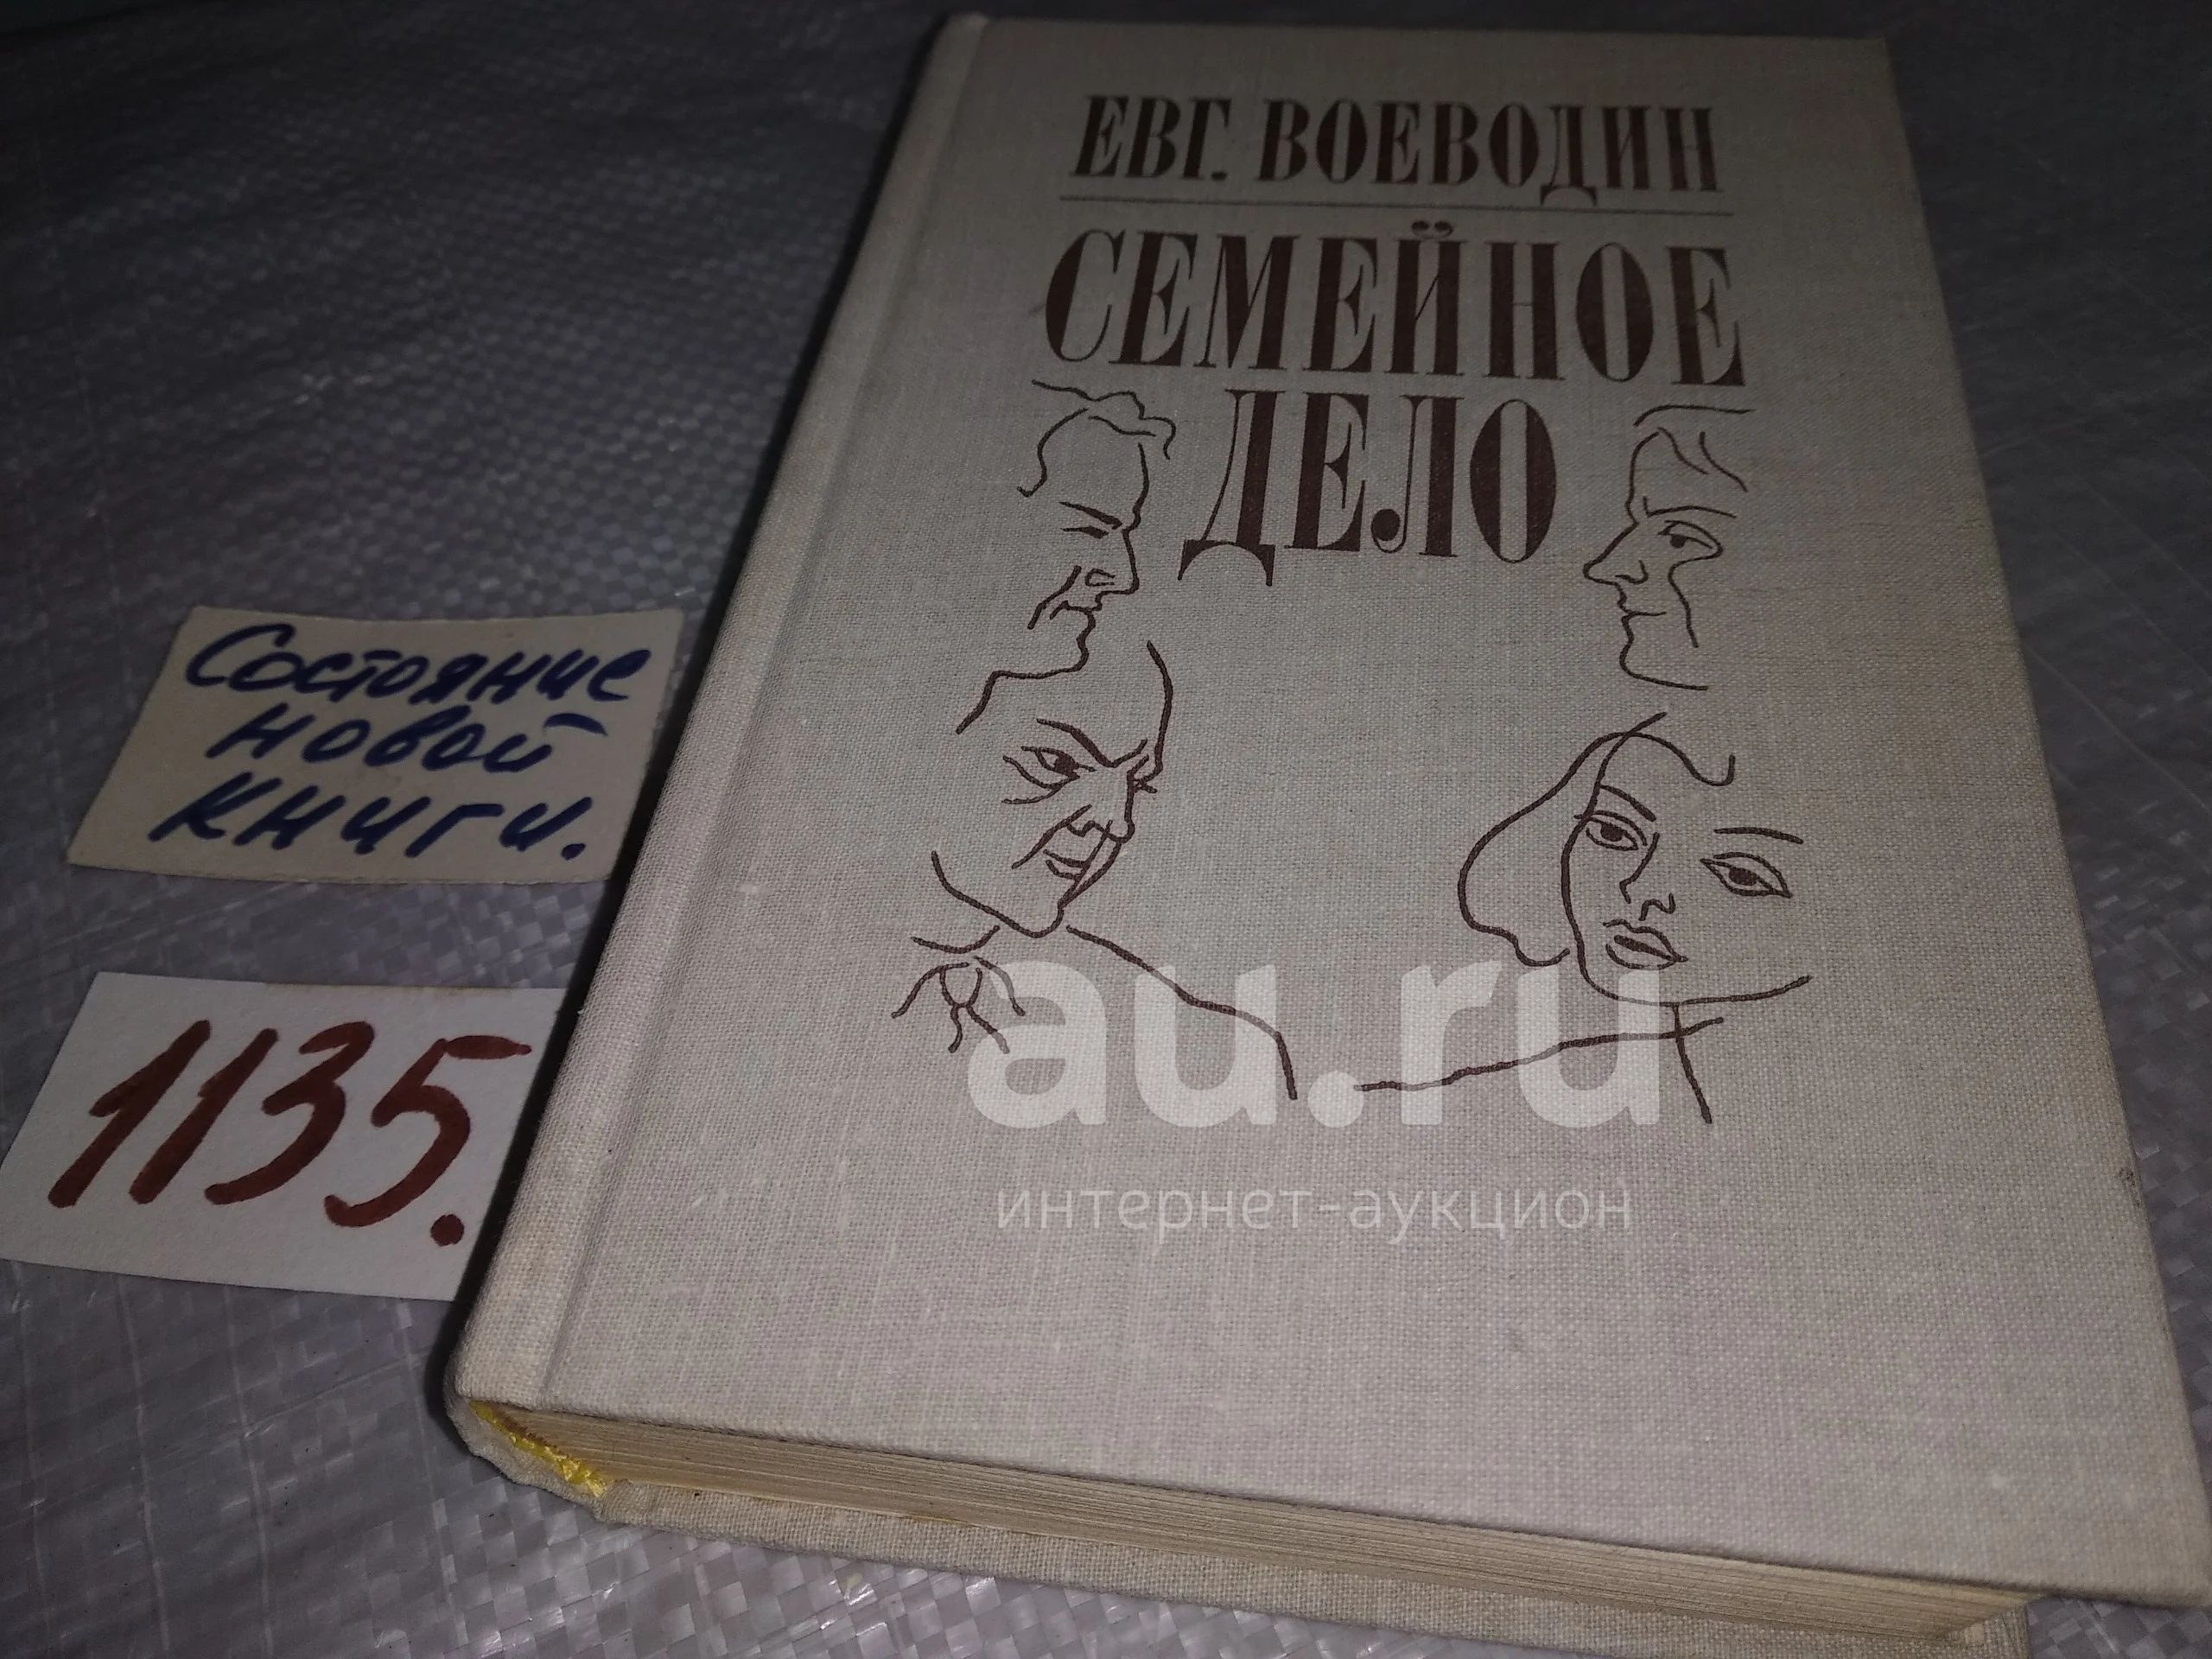 ЕВГ. ВОЕВОДИН
СЕМЕЙНОЕ
ДЕЛО
Состояние
новой
книги.
1135.
au.ru
интернет-аукцион